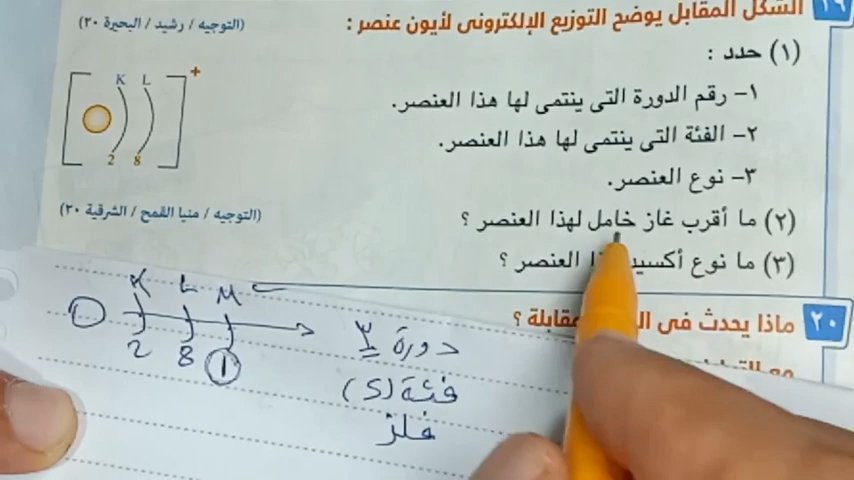 ١٩
الشكل المقابل يوضح التوزيع الإلكترونى لأيون عنصر :
(التوجيه / رشيد / البحيرة ٢٠)
(١) حدد :
١- رقم الدورة التى ينتمى لها هذا العنصر.
٢- الفئة التى ينتمى لها هذا العنصر.
٣- نوع العنصر.
K L
+
2 8
(التوجيه / منيا القمح / الشرقية ٢٠)
(٢) ما أقرب غاز خامل لهذا العنصر ؟
(٣) ما نوع أكسيد العنصر ؟
٢٠ ماذا يحدث فى المقابلة ؟
K L M
2 8 1
دورة ٣
فئة (s)
فلز